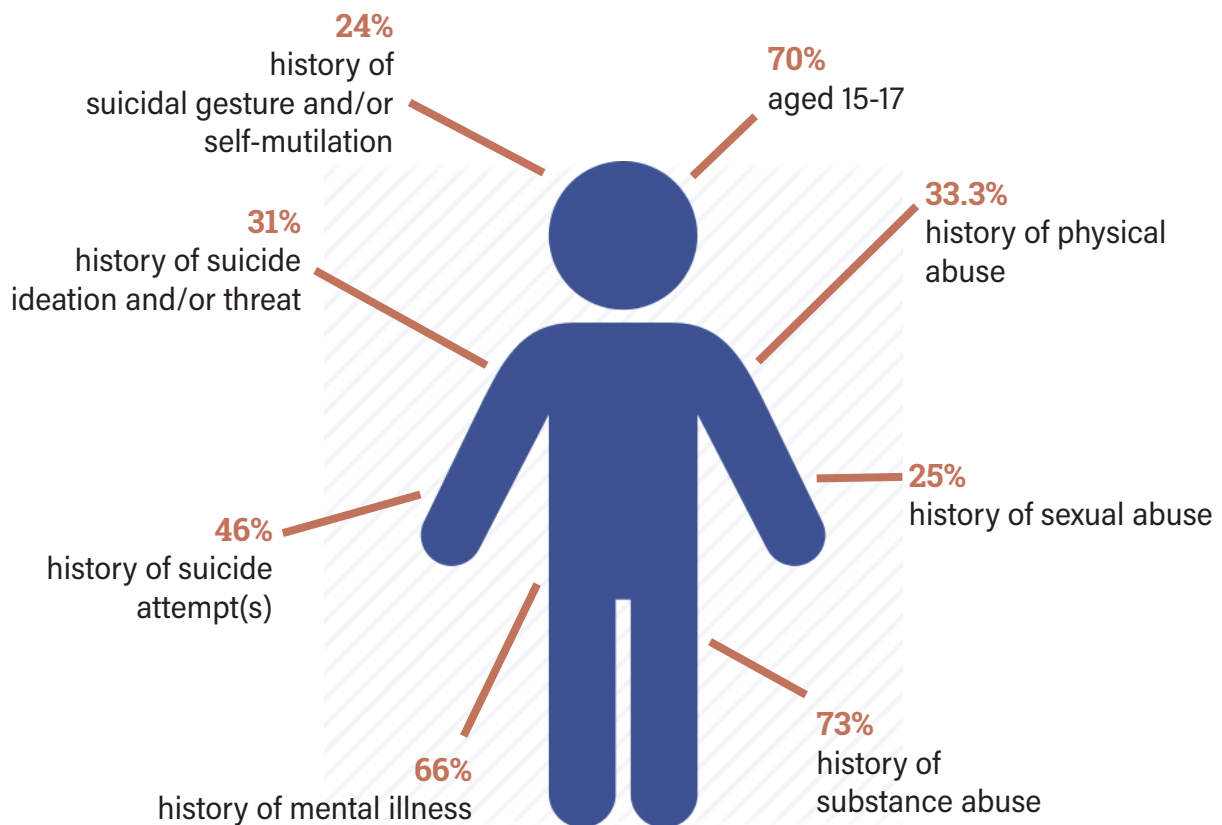 24%
history of
suicidal gesture and/or
self-mutilation
70%
aged 15-17
31%
history of suicide
ideation and/or threat
33.3%
history of physical
abuse
46%
history of suicide
attempt(s)
25%
history of sexual abuse
66%
history of mental illness
73%
history of
substance abuse